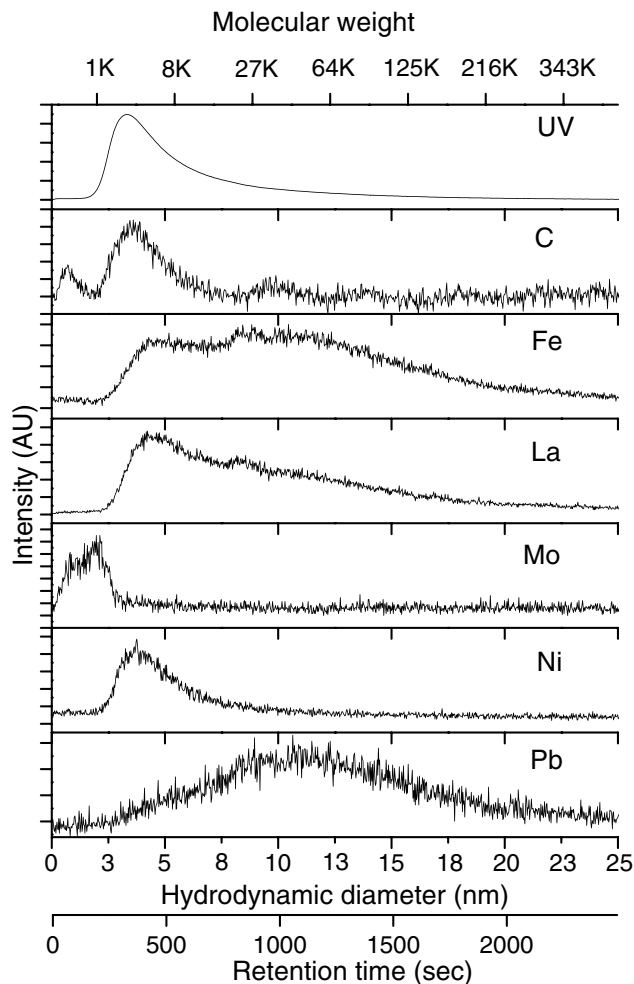 Molecular weight
1K 8K 27K 64K 125K 216K 343K
UV
C
Fe
La
Mo
Ni
Pb
Intensity (AU)
0 3 5 8 10 13 15 18 20 23 25
Hydrodynamic diameter (nm)
0 500 1000 1500 2000
Retention time (sec)